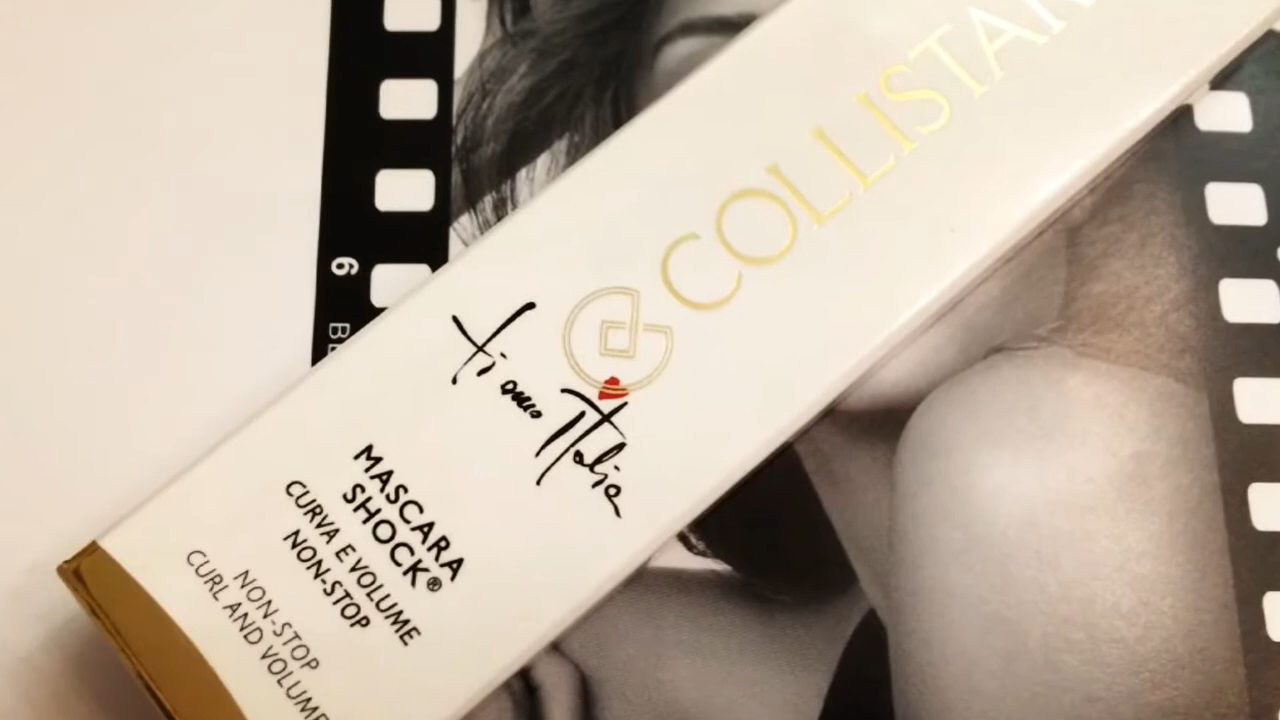 COLLISTAR
Ti amo Italia
MASCARA
SHOCK®
CURVA E VOLUME
NON-STOP
NON-STOP
CURL AND VOLUME
6